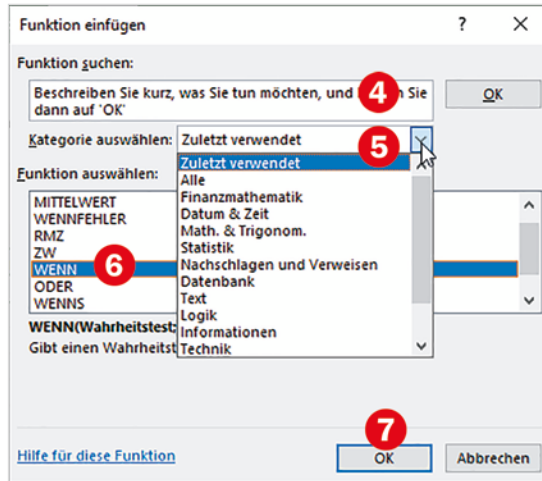 Funktion einfügen ? ×
Funktion suchen:
Beschreiben Sie kurz, was Sie tun möchten, und 4 Sie
dann auf 'OK'
OK
Kategorie auswählen: Zuletzt verwendet 5
Zuletzt verwendet
Alle
Finanzmathematik
Datum & Zeit
Math. & Trigonom.
Statistik
Nachschlagen und Verweisen
Datenbank
Text
Logik
Informationen
Technik
Funktion auswählen:
MITTELWERT
WENNFEHLER
RMZ
ZW
WENN 6
ODER
WENNS
WENN(Wahrheitstest;
Gibt einen Wahrheitst
7
Hilfe für diese Funktion
OK
Abbrechen